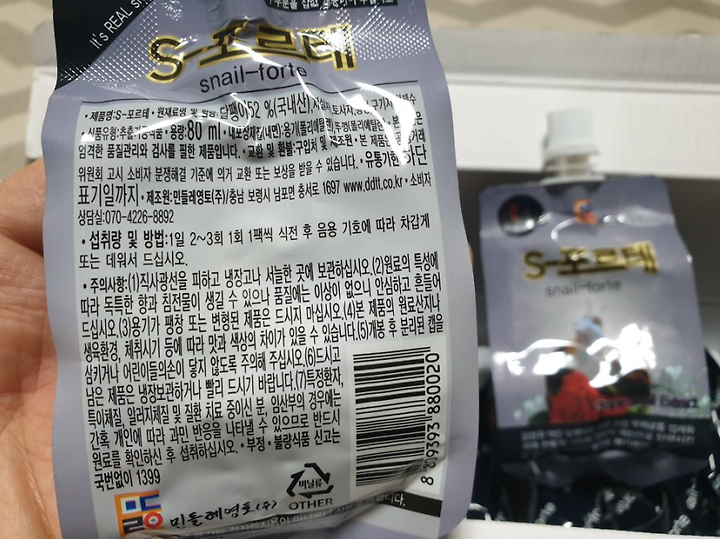 It's REAL
S-포르테
snail-forte
• 제품명:S-포르테 • 원재료명 및 함량:달팽이52 %(국내산)
• 식품유형:추출가공식품 • 용량:80 ml • 내포장재질(내면):용기(폴리에틸렌)
엄격한 품질관리와 검사를 필한 제품입니다. • 교환 및 환불:구입처 및 제조원 • 본 제품은
위원회 고시 소비자 분쟁해결 기준에 의거 교환 또는 보상을 받을 수 있습니다. • 유통기한:하단
표기일까지 • 제조원:민들레영토(주)/충남 보령시 남포면 충서로 1697 www.ddlt.co.kr • 소비자
상담실:070-4226-8892
• 섭취량 및 방법:1일 2~3회 1회 1팩씩 식전 후 음용 기호에 따라 차갑게
또는 데워서 드십시오.
• 주의사항:(1)직사광선을 피하고 냉장고나 서늘한 곳에 보관하십시오.(2)원료의 특성에
따라 독특한 향과 침전물이 생길 수 있으나 품질에는 이상이 없으니 안심하고 흔들어
드십시오.(3)용기가 팽창 또는 변형된 제품은 드시지 마십시오.(4)본 제품의 원료산지나
생육환경, 채취시기 등에 따라 맛과 색상의 차이가 있을 수 있습니다.(5)개봉 후 분리된 캡을
삼키거나 어린이들의손이 닿지 않도록 주의해 주십시오.(6)드시고
남은 제품은 냉장보관하거나 빨리 드시기 바랍니다.(7)특정환자,
특이체질, 알러지체질 및 질환 치료 중이신 분, 임산부의 경우에는
간혹 개인에 따라 과민 반응을 나타낼 수 있으므로 반드시
원료를 확인하신 후 섭취하십시오. • 부정•불량식품 신고는
국번없이 1399
8 809393 880020
민들레영토(주)
비닐류
OTHER
S-포르테
snail-forte